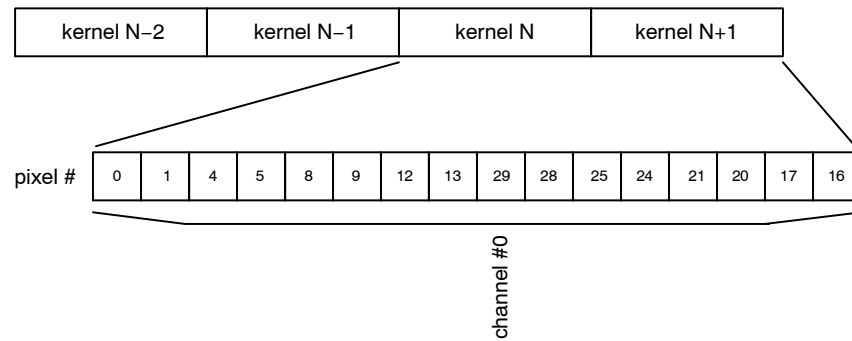 kernel N−2 kernel N−1 kernel N kernel N+1
pixel # 0 1 4 5 8 9 12 13 29 28 25 24 21 20 17 16
channel #0